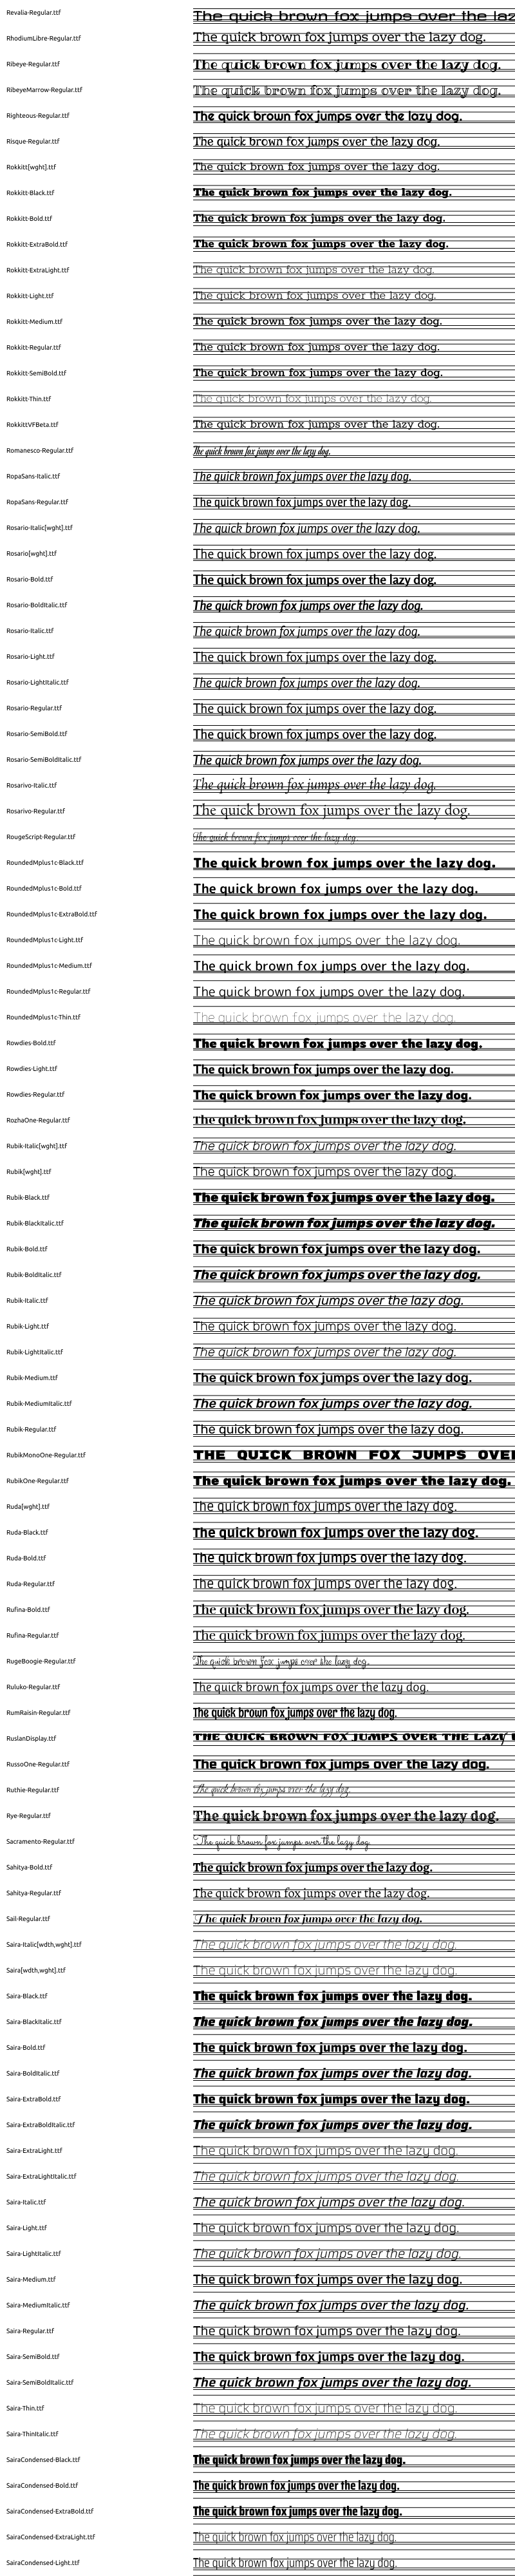 Revalia-Regular.ttf The quick brown fox jumps over the laz
RhodiumLibre-Regular.ttf The quick brown fox jumps over the lazy dog.
Ribeye-Regular.ttf The quick brown fox jumps over the lazy dog.
RibeyeMarrow-Regular.ttf The quick brown fox jumps over the lazy dog.
Righteous-Regular.ttf The quick brown fox jumps over the lazy dog.
Risque-Regular.ttf The quick brown fox jumps over the lazy dog.
Rokkitt[wght].ttf The quick brown fox jumps over the lazy dog.
Rokkitt-Black.ttf The quick brown fox jumps over the lazy dog.
Rokkitt-Bold.ttf The quick brown fox jumps over the lazy dog.
Rokkitt-ExtraBold.ttf The quick brown fox jumps over the lazy dog.
Rokkitt-ExtraLight.ttf The quick brown fox jumps over the lazy dog.
Rokkitt-Light.ttf The quick brown fox jumps over the lazy dog.
Rokkitt-Medium.ttf The quick brown fox jumps over the lazy dog.
Rokkitt-Regular.ttf The quick brown fox jumps over the lazy dog.
Rokkitt-SemiBold.ttf The quick brown fox jumps over the lazy dog.
Rokkitt-Thin.ttf The quick brown fox jumps over the lazy dog.
RokkittVFBeta.ttf The quick brown fox jumps over the lazy dog.
Romanesco-Regular.ttf The quick brown fox jumps over the lazy dog.
RopaSans-Italic.ttf The quick brown fox jumps over the lazy dog.
RopaSans-Regular.ttf The quick brown fox jumps over the lazy dog.
Rosario-Italic[wght].ttf The quick brown fox jumps over the lazy dog.
Rosario[wght].ttf The quick brown fox jumps over the lazy dog.
Rosario-Bold.ttf The quick brown fox jumps over the lazy dog.
Rosario-BoldItalic.ttf The quick brown fox jumps over the lazy dog.
Rosario-Italic.ttf The quick brown fox jumps over the lazy dog.
Rosario-Light.ttf The quick brown fox jumps over the lazy dog.
Rosario-LightItalic.ttf The quick brown fox jumps over the lazy dog.
Rosario-Regular.ttf The quick brown fox jumps over the lazy dog.
Rosario-SemiBold.ttf The quick brown fox jumps over the lazy dog.
Rosario-SemiBoldItalic.ttf The quick brown fox jumps over the lazy dog.
Rosarivo-Italic.ttf The quick brown fox jumps over the lazy dog.
Rosarivo-Regular.ttf The quick brown fox jumps over the lazy dog.
RougeScript-Regular.ttf The quick brown fox jumps over the lazy dog.
RoundedMplus1c-Black.ttf The quick brown fox jumps over the lazy dog.
RoundedMplus1c-Bold.ttf The quick brown fox jumps over the lazy dog.
RoundedMplus1c-ExtraBold.ttf The quick brown fox jumps over the lazy dog.
RoundedMplus1c-Light.ttf The quick brown fox jumps over the lazy dog.
RoundedMplus1c-Medium.ttf The quick brown fox jumps over the lazy dog.
RoundedMplus1c-Regular.ttf The quick brown fox jumps over the lazy dog.
RoundedMplus1c-Thin.ttf The quick brown fox jumps over the lazy dog.
Rowdies-Bold.ttf The quick brown fox jumps over the lazy dog.
Rowdies-Light.ttf The quick brown fox jumps over the lazy dog.
Rowdies-Regular.ttf The quick brown fox jumps over the lazy dog.
RozhaOne-Regular.ttf The quick brown fox jumps over the lazy dog.
Rubik-Italic[wght].ttf The quick brown fox jumps over the lazy dog.
Rubik[wght].ttf The quick brown fox jumps over the lazy dog.
Rubik-Black.ttf The quick brown fox jumps over the lazy dog.
Rubik-BlackItalic.ttf The quick brown fox jumps over the lazy dog.
Rubik-Bold.ttf The quick brown fox jumps over the lazy dog.
Rubik-BoldItalic.ttf The quick brown fox jumps over the lazy dog.
Rubik-Italic.ttf The quick brown fox jumps over the lazy dog.
Rubik-Light.ttf The quick brown fox jumps over the lazy dog.
Rubik-LightItalic.ttf The quick brown fox jumps over the lazy dog.
Rubik-Medium.ttf The quick brown fox jumps over the lazy dog.
Rubik-MediumItalic.ttf The quick brown fox jumps over the lazy dog.
Rubik-Regular.ttf The quick brown fox jumps over the lazy dog.
RubikMonoOne-Regular.ttf THE QUICK BROWN FOX JUMPS OVE
RubikOne-Regular.ttf The quick brown fox jumps over the lazy dog.
Ruda[wght].ttf The quick brown fox jumps over the lazy dog.
Ruda-Black.ttf The quick brown fox jumps over the lazy dog.
Ruda-Bold.ttf The quick brown fox jumps over the lazy dog.
Ruda-Regular.ttf The quick brown fox jumps over the lazy dog.
Rufina-Bold.ttf The quick brown fox jumps over the lazy dog.
Rufina-Regular.ttf The quick brown fox jumps over the lazy dog.
RugeBoogie-Regular.ttf The quick brown fox jumps over the lazy dog.
Ruluko-Regular.ttf The quick brown fox jumps over the lazy dog.
RumRaisin-Regular.ttf The quick brown fox jumps over the lazy dog.
RuslanDisplay.ttf THE QUICK BROWN FOX JUMPS OVER THE LAZY
RussoOne-Regular.ttf The quick brown fox jumps over the lazy dog.
Ruthie-Regular.ttf The quick brown fox jumps over the lazy dog.
Rye-Regular.ttf The quick brown fox jumps over the lazy dog.
Sacramento-Regular.ttf The quick brown fox jumps over the lazy dog.
Sahitya-Bold.ttf The quick brown fox jumps over the lazy dog.
Sahitya-Regular.ttf The quick brown fox jumps over the lazy dog.
Sail-Regular.ttf The quick brown fox jumps over the lazy dog.
Saira-Italic[wdth,wght].ttf The quick brown fox jumps over the lazy dog.
Saira[wdth,wght].ttf The quick brown fox jumps over the lazy dog.
Saira-Black.ttf The quick brown fox jumps over the lazy dog.
Saira-BlackItalic.ttf The quick brown fox jumps over the lazy dog.
Saira-Bold.ttf The quick brown fox jumps over the lazy dog.
Saira-BoldItalic.ttf The quick brown fox jumps over the lazy dog.
Saira-ExtraBold.ttf The quick brown fox jumps over the lazy dog.
Saira-ExtraBoldItalic.ttf The quick brown fox jumps over the lazy dog.
Saira-ExtraLight.ttf The quick brown fox jumps over the lazy dog.
Saira-ExtraLightItalic.ttf The quick brown fox jumps over the lazy dog.
Saira-Italic.ttf The quick brown fox jumps over the lazy dog.
Saira-Light.ttf The quick brown fox jumps over the lazy dog.
Saira-LightItalic.ttf The quick brown fox jumps over the lazy dog.
Saira-Medium.ttf The quick brown fox jumps over the lazy dog.
Saira-MediumItalic.ttf The quick brown fox jumps over the lazy dog.
Saira-Regular.ttf The quick brown fox jumps over the lazy dog.
Saira-SemiBold.ttf The quick brown fox jumps over the lazy dog.
Saira-SemiBoldItalic.ttf The quick brown fox jumps over the lazy dog.
Saira-Thin.ttf The quick brown fox jumps over the lazy dog.
Saira-ThinItalic.ttf The quick brown fox jumps over the lazy dog.
SairaCondensed-Black.ttf The quick brown fox jumps over the lazy dog.
SairaCondensed-Bold.ttf The quick brown fox jumps over the lazy dog.
SairaCondensed-ExtraBold.ttf The quick brown fox jumps over the lazy dog.
SairaCondensed-ExtraLight.ttf The quick brown fox jumps over the lazy dog.
SairaCondensed-Light.ttf The quick brown fox jumps over the lazy dog.